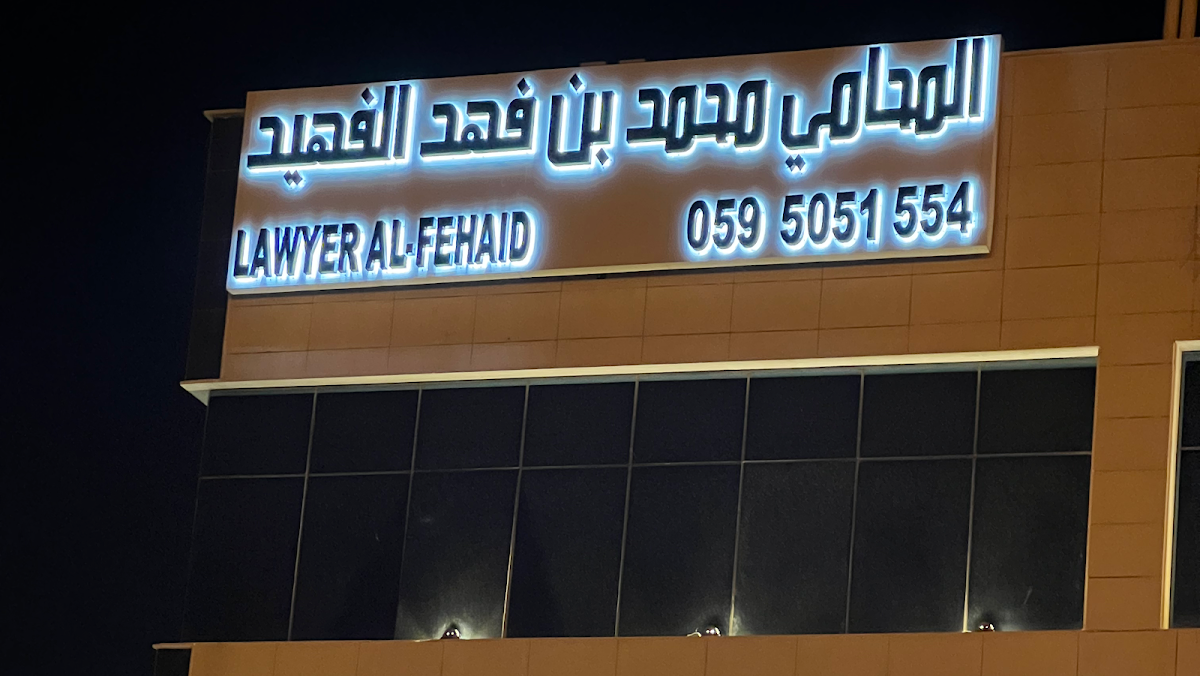 المحامي محمد بن فهد الفهيد
LAWYER AL-FEHAID 059 5051 554